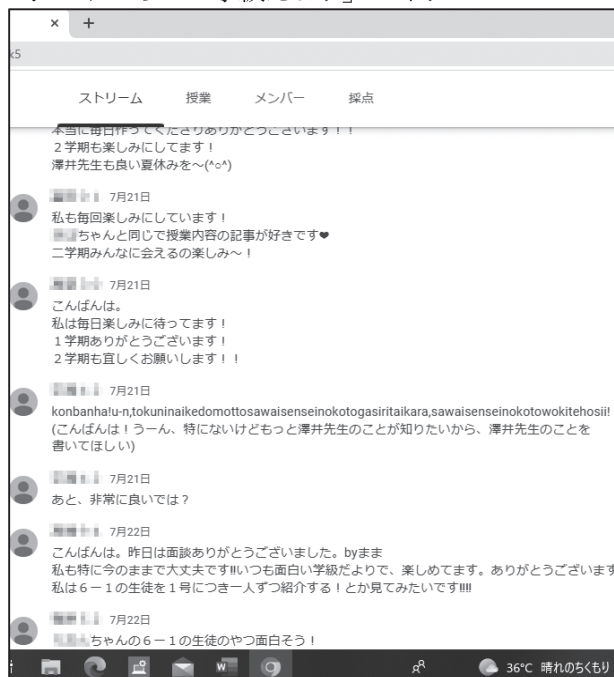 × +
k5
ストリーム 授業 メンバー 採点
本当に毎日作ってくださりありがとうございます！！
２学期も楽しみにしてます！
澤井先生も良い夏休みを〜(^○^)
7月21日
私も毎回楽しみにしています！
ちゃんと同じで授業内容の記事が好きです❤
二学期みんなに会えるの楽しみ〜！
7月21日
こんばんは。
私は毎日楽しみに待ってます！
１学期ありがとうございます！
２学期も宜しくお願いします！！
7月21日
konbanha!u-n,tokuninaikedomottosawaisenseinokotogasiritaikara,sawaisenseinokotowokitehosii!
(こんばんは！うーん、特にないけどもっと澤井先生のことが知りたいから、澤井先生のことを
書いてほしい)
7月21日
あと、非常に良いでは？
7月22日
こんばんは。昨日は面談ありがとうございました。byまま
私も特に今のままで大丈夫です‼いつも面白い学級だよりで、楽しめてます。ありがとうございます
私は６－１の生徒を１号につき一人ずつ紹介する！とか見てみたいです‼‼
7月22日
ちゃんの６－１の生徒のやつ面白そう！
36°C 晴れのちくもり